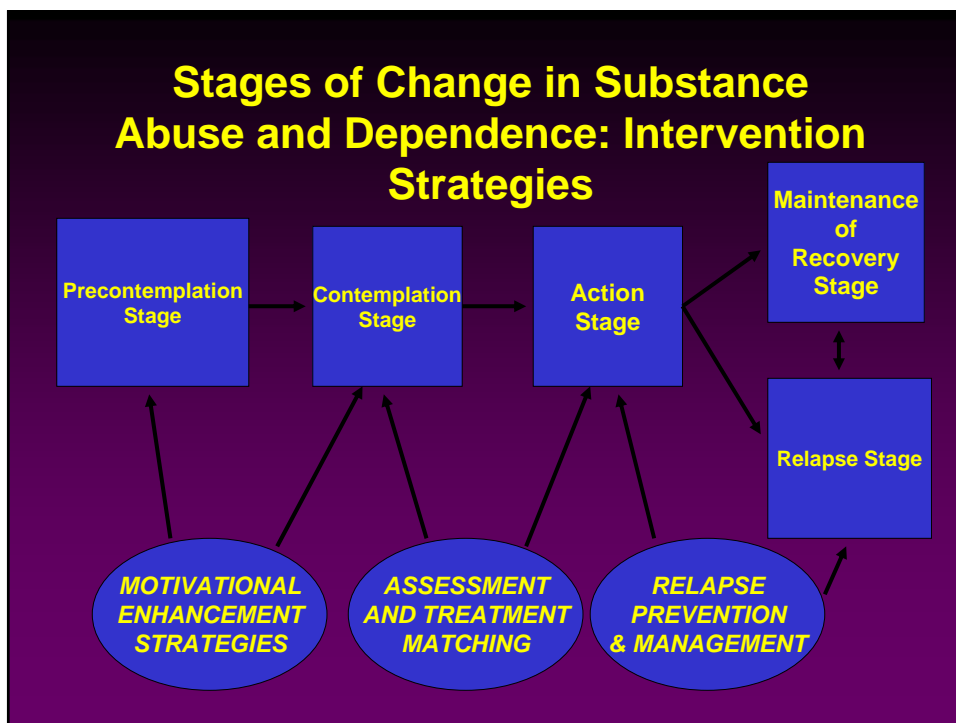 Stages of Change in Substance
Abuse and Dependence: Intervention
Strategies
Precontemplation
Stage
Contemplation
Stage
Action
Stage
Maintenance
of
Recovery
Stage
Relapse Stage
MOTIVATIONAL
ENHANCEMENT
STRATEGIES
ASSESSMENT
AND TREATMENT
MATCHING
RELAPSE
PREVENTION
& MANAGEMENT